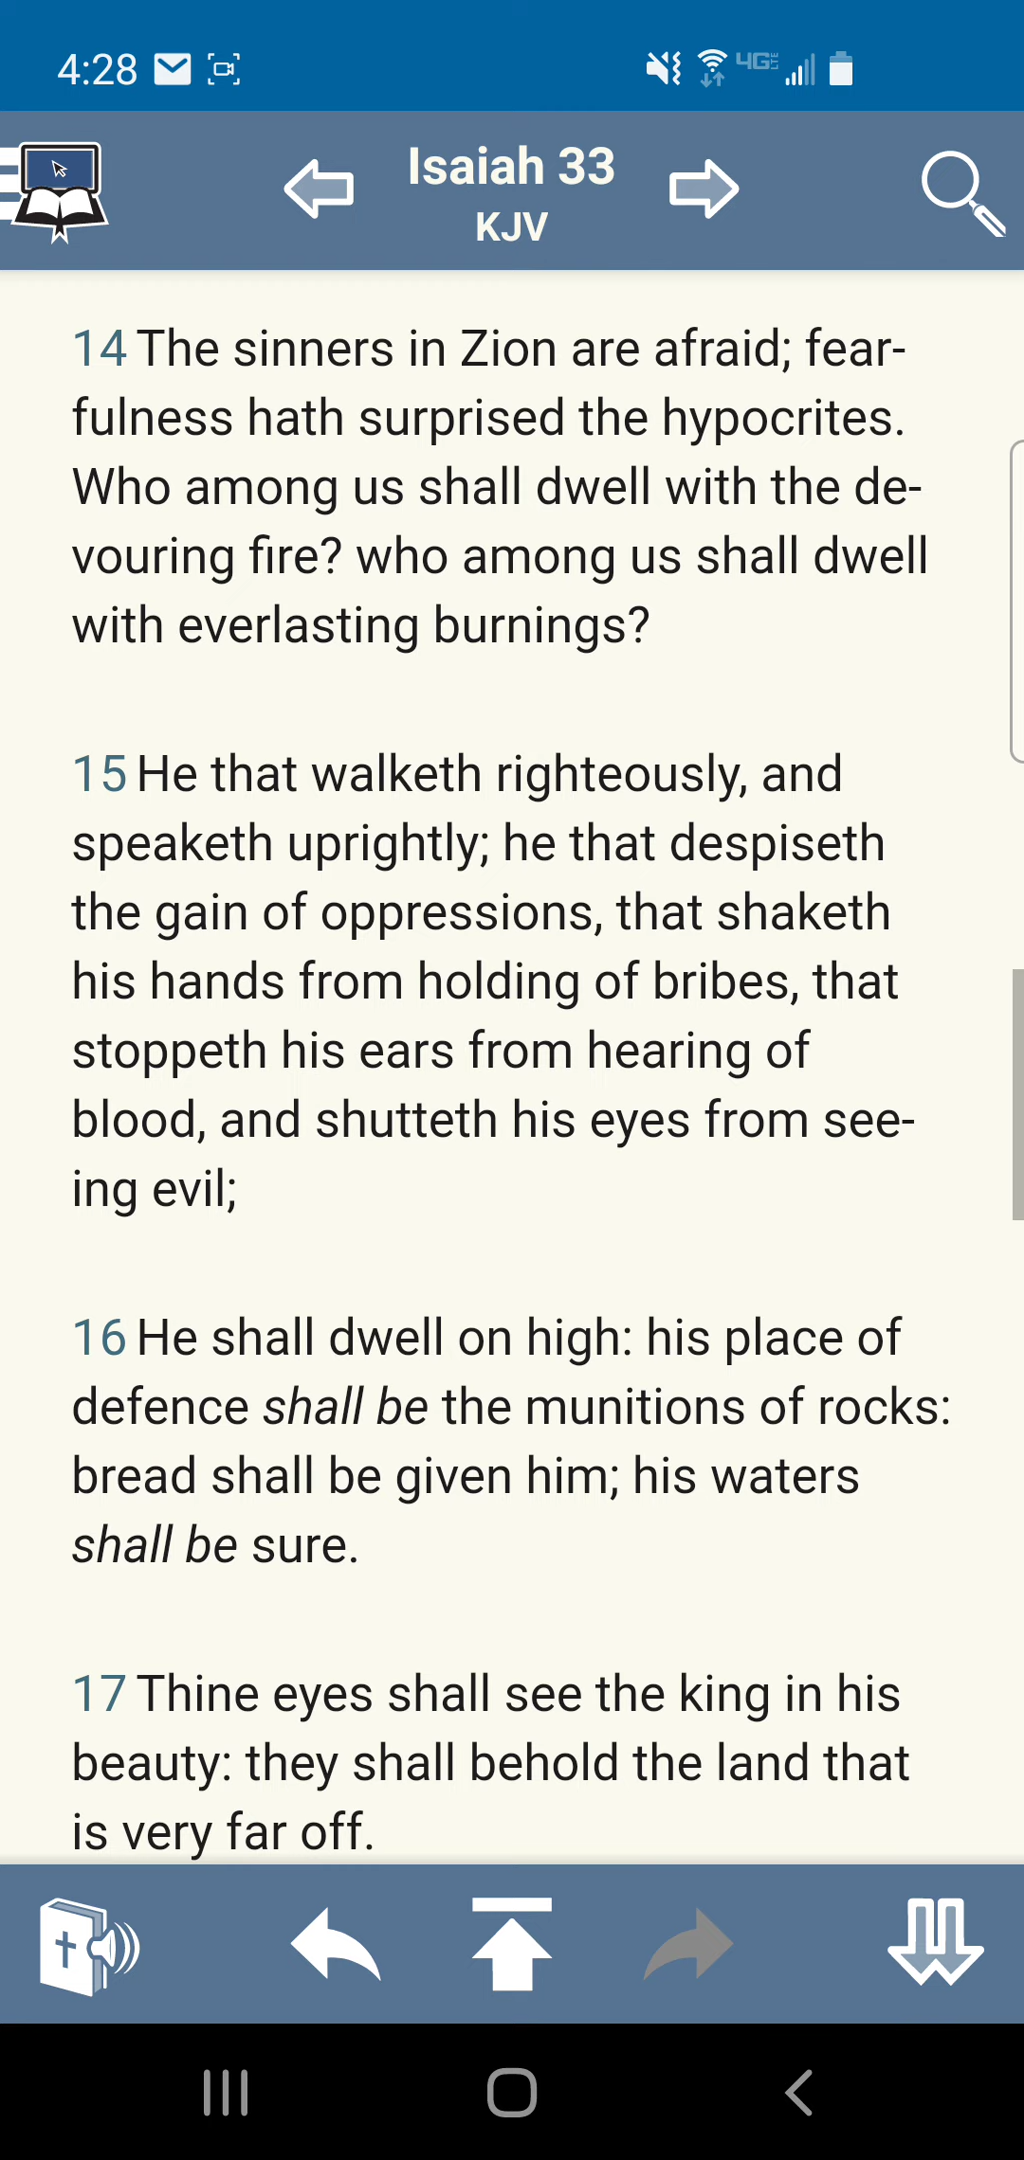 4:28 4G LTE
Isaiah 33
KJV
14 The sinners in Zion are afraid; fear-
fulness hath surprised the hypocrites.
Who among us shall dwell with the de-
vouring fire? who among us shall dwell
with everlasting burnings?
15 He that walketh righteously, and
speaketh uprightly; he that despiseth
the gain of oppressions, that shaketh
his hands from holding of bribes, that
stoppeth his ears from hearing of
blood, and shutteth his eyes from see-
ing evil;
16 He shall dwell on high: his place of
defence shall be the munitions of rocks:
bread shall be given him; his waters
shall be sure.
17 Thine eyes shall see the king in his
beauty: they shall behold the land that
is very far off.